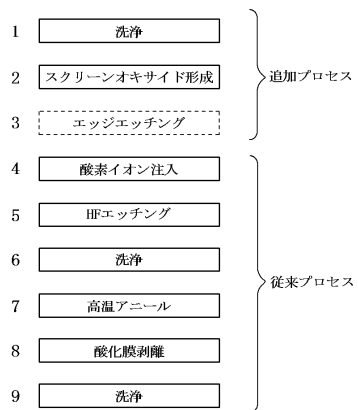 1 洗浄
2 スクリーンオキサイド形成
追加プロセス
3 エッジエッチング
4 酸素イオン注入
5 HFエッチング
6 洗浄
従来プロセス
7 高温アニール
8 酸化膜剥離
9 洗浄